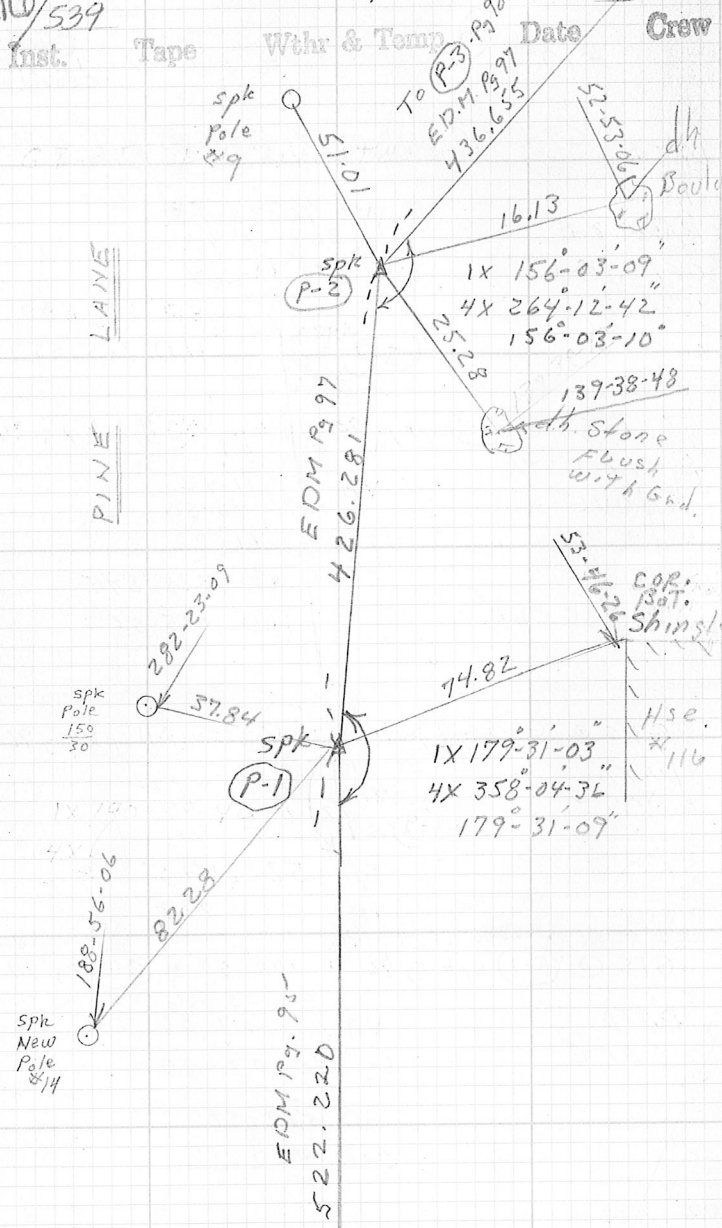 10/539
Inst. Tape Wthr & Temp Date Crew
spk
Pole
#9
51.01
To P-3 Pg 98
E.D.M. Pg 97
436.655
52-53-06
dh
16.13
LANE
spk
P-2
1X 156°-03'-09"
4X 264°-12'-42"
156°-03'-10"
25.28
139-38-48
dh. Stone
Flush
with Gnd.
PINE
EDM Pg 97
426.281
282-23-09
53-46-26
COR.
BOT.
Shingl
74.82
spk
Pole
150
30
37.84
spk
P-1
Hse.
#116
1X 179°-31'-03"
4X 358°-04'-36"
179°-31'-09"
82.28
188-56-06
spk
New
Pole
#14
EDM Pg. 95
522.220